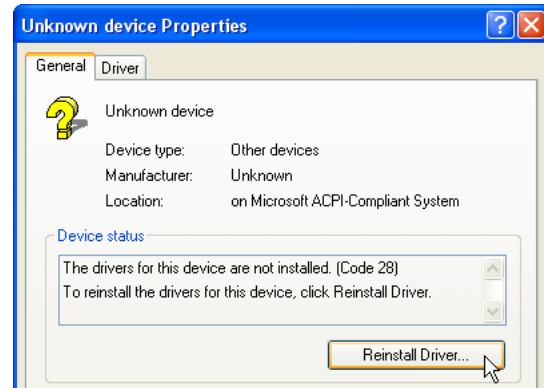 Unknown device Properties
General Driver
Unknown device
Device type: Other devices
Manufacturer: Unknown
Location: on Microsoft ACPI-Compliant System
Device status
The drivers for this device are not installed. (Code 28)
To reinstall the drivers for this device, click Reinstall Driver.
Reinstall Driver...